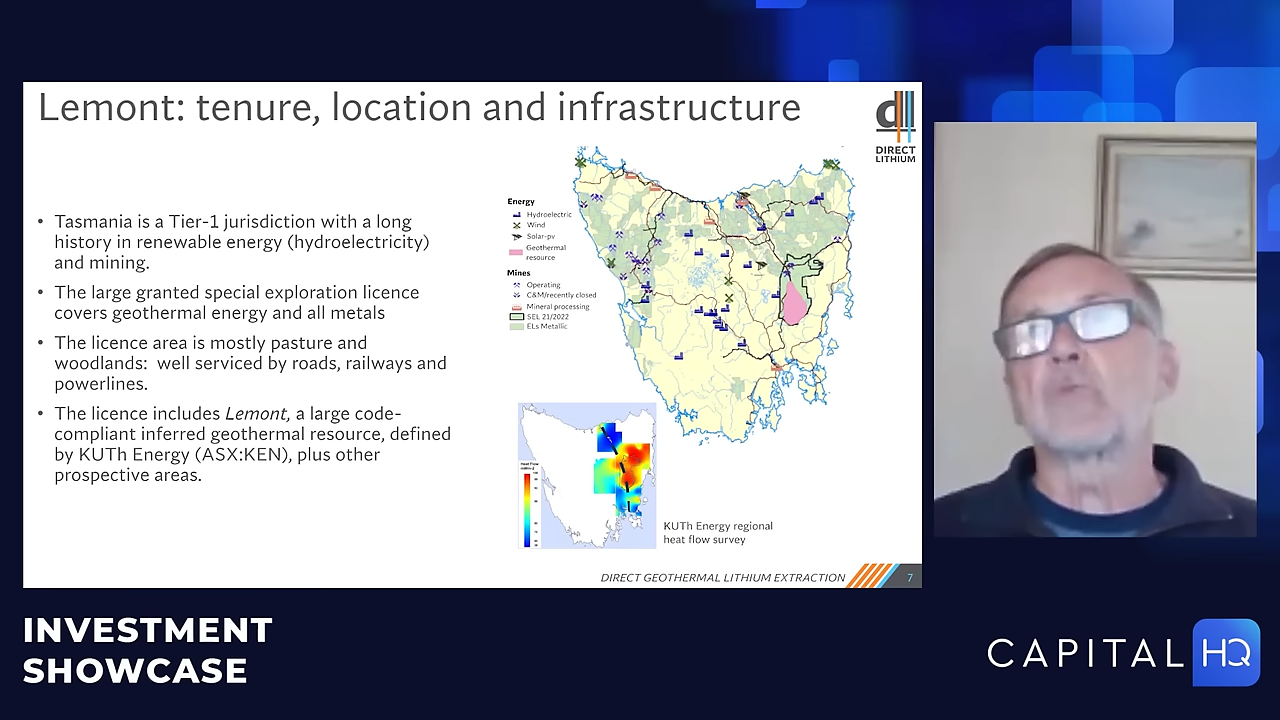 Lemont: tenure, location and infrastructure
DIRECT
LITHIUM
• Tasmania is a Tier-1 jurisdiction with a long
history in renewable energy (hydroelectricity)
and mining.
• The large granted special exploration licence
covers geothermal energy and all metals
• The licence area is mostly pasture and
woodlands: well serviced by roads, railways and
powerlines.
• The licence includes Lemont, a large code-
compliant inferred geothermal resource, defined
by KUTh Energy (ASX:KEN), plus other
prospective areas.
Energy
Hydroelectric
Wind
Solar-pv
Geothermal
resource
Mines
Operating
C&M/recently closed
Mineral processing
SEL 21/2022
ELs Metallic
KUTh Energy regional
heat flow survey
DIRECT GEOTHERMAL LITHIUM EXTRACTION
7
INVESTMENT
SHOWCASE
CAPITAL HQ